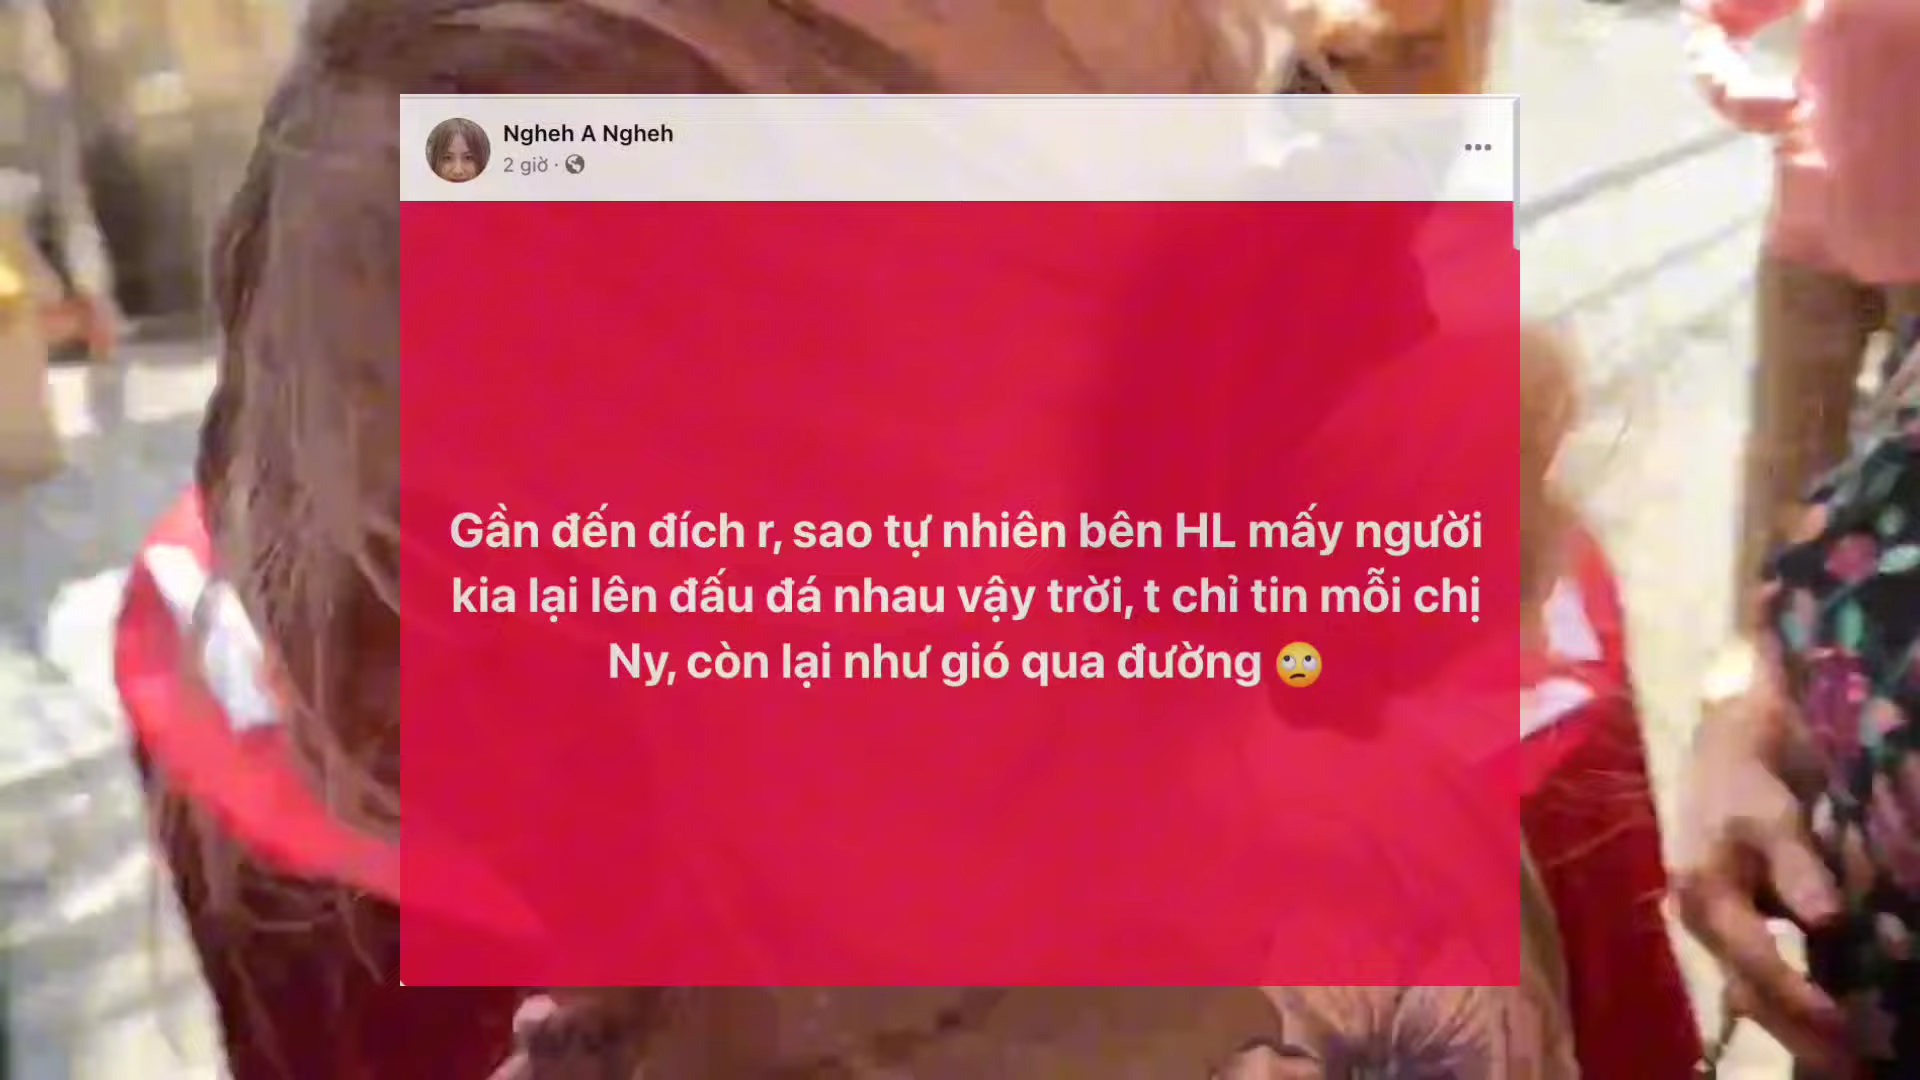 Ngheh A Ngheh
2 giờ ·
Gần đến đích r, sao tự nhiên bên HL mấy người
kia lại lên đấu đá nhau vậy trời, t chỉ tin mỗi chị
Ny, còn lại như gió qua đường 🙄